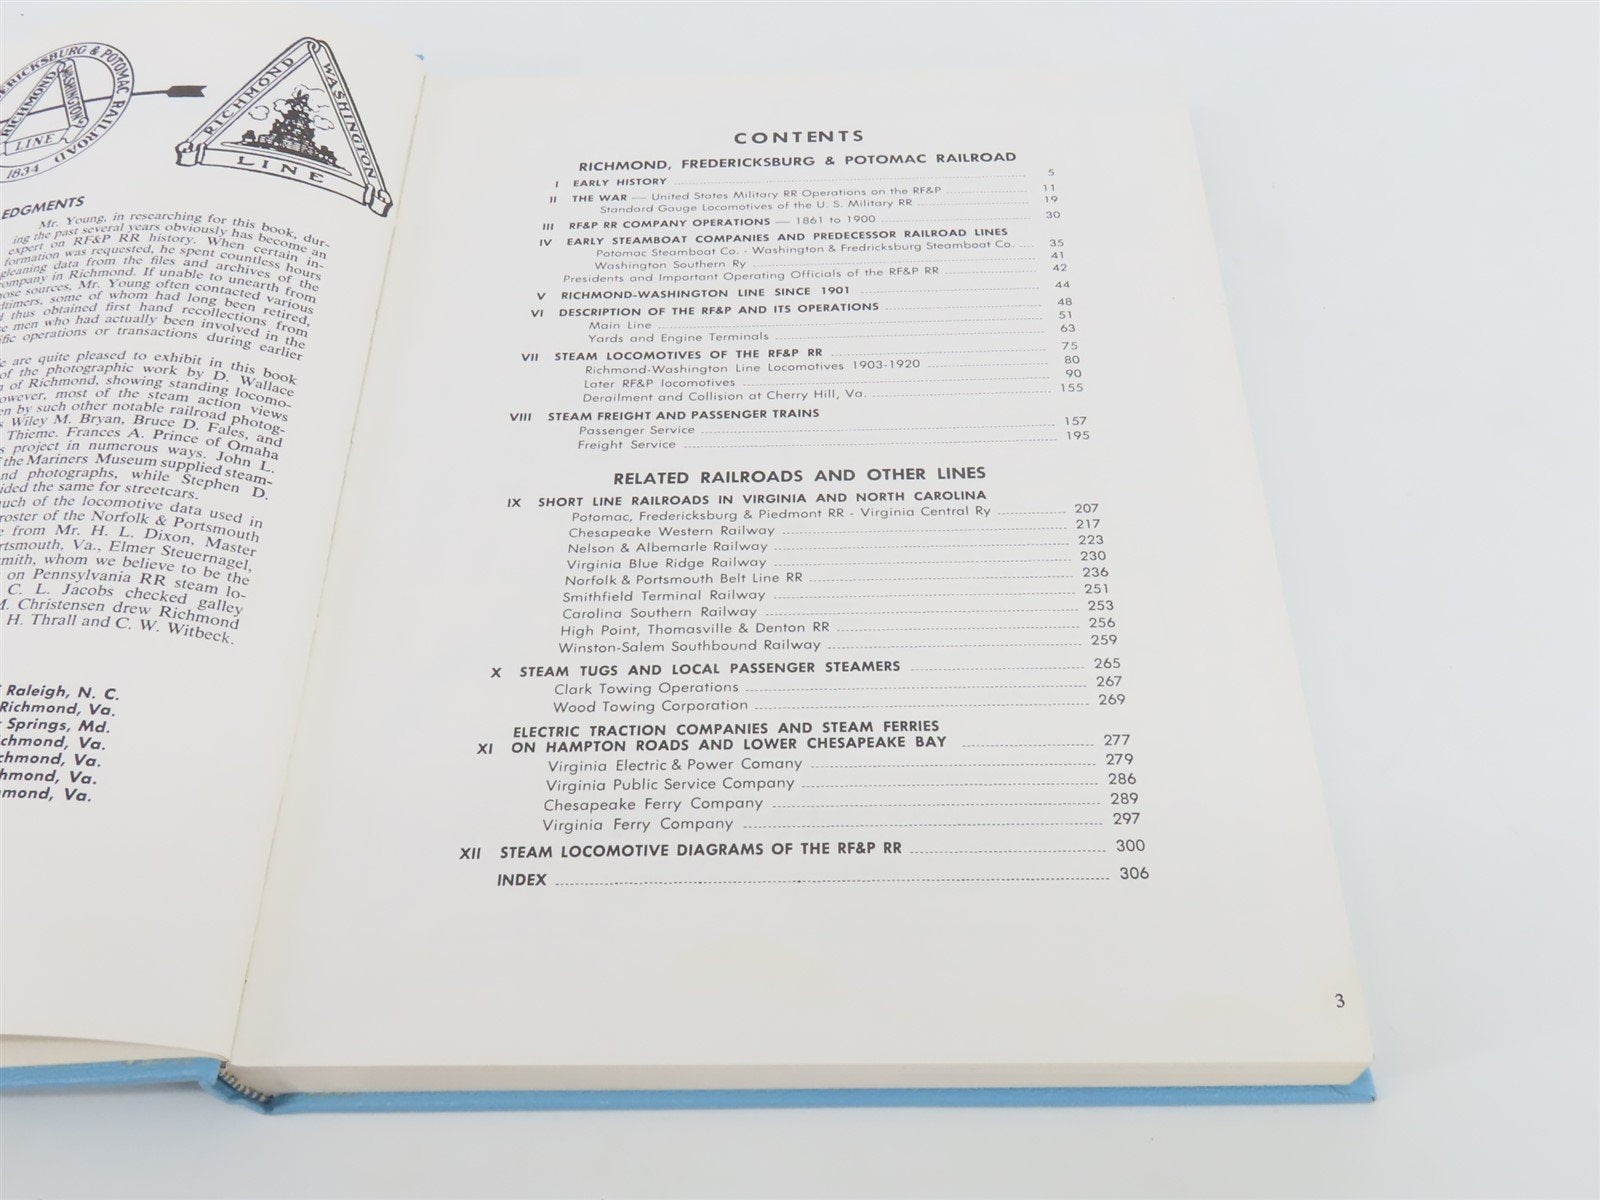 ERICKSBURG & POTOMAC RAILROAD
RICHMOND WASHINGTON LINE
1834
RICHMOND WASHINGTON LINE
EDGMENTS
Mr. Young, in researching for this book, dur-
ing the past several years obviously has become an
expert on RF&P RR history. When certain in-
formation was requested, he spent countless hours
gleaning data from the files and archives of the
company in Richmond. If unable to unearth from
those sources, Mr. Young often contacted various
timers, some of whom had long been retired,
thus obtained first hand recollections from
men who had actually been involved in the
operations or transactions during earlier
are quite pleased to exhibit in this book
of the photographic work by D. Wallace
of Richmond, showing standing locomo-
owever, most of the steam action views
en by such other notable railroad photog-
Wiley M. Bryan, Bruce D. Fales, and
Thieme. Frances A. Prince of Omaha
s project in numerous ways. John L.
the Mariners Museum supplied steam-
nd photographs, while Stephen D.
ided the same for streetcars.
uch of the locomotive data used in
roster of the Norfolk & Portsmouth
e from Mr. H. L. Dixon, Master
rtsmouth, Va., Elmer Steuernagel,
mith, whom we believe to be the
on Pennsylvania RR steam lo-
C. L. Jacobs checked galley
M. Christensen drew Richmond
H. Thrall and C. W. Witbeck.
Raleigh, N. C.
Richmond, Va.
Springs, Md.
ichmond, Va.
chmond, Va.
hmond, Va.
mond, Va.
CONTENTS
RICHMOND, FREDERICKSBURG & POTOMAC RAILROAD
I EARLY HISTORY 5
II THE WAR — United States Military RR Operations on the RF&P 11
Standard Gauge Locomotives of the U. S. Military RR 19
III RF&P RR COMPANY OPERATIONS — 1861 to 1900 30
IV EARLY STEAMBOAT COMPANIES AND PREDECESSOR RAILROAD LINES
Potomac Steamboat Co. - Washington & Fredricksburg Steamboat Co. .... 35
Washington Southern Ry 41
Presidents and Important Operating Officials of the RF&P RR 42
V RICHMOND-WASHINGTON LINE SINCE 1901 44
VI DESCRIPTION OF THE RF&P AND ITS OPERATIONS 48
Main Line 51
Yards and Engine Terminals 63
VII STEAM LOCOMOTIVES OF THE RF&P RR 75
Richmond-Washington Line Locomotives 1903-1920 80
Later RF&P locomotives 90
Derailment and Collision at Cherry Hill, Va. 155
VIII STEAM FREIGHT AND PASSENGER TRAINS
Passenger Service 157
Freight Service 195
RELATED RAILROADS AND OTHER LINES
IX SHORT LINE RAILROADS IN VIRGINIA AND NORTH CAROLINA
Potomac, Fredericksburg & Piedmont RR - Virginia Central Ry 207
Chesapeake Western Railway 217
Nelson & Albemarle Railway 223
Virginia Blue Ridge Railway 230
Norfolk & Portsmouth Belt Line RR 236
Smithfield Terminal Railway 251
Carolina Southern Railway 253
High Point, Thomasville & Denton RR 256
Winston-Salem Southbound Railway 259
X STEAM TUGS AND LOCAL PASSENGER STEAMERS 265
Clark Towing Operations 267
Wood Towing Corporation 269
ELECTRIC TRACTION COMPANIES AND STEAM FERRIES
XI ON HAMPTON ROADS AND LOWER CHESAPEAKE BAY 277
Virginia Electric & Power Comany 279
Virginia Public Service Company 286
Chesapeake Ferry Company 289
Virginia Ferry Company 297
XII STEAM LOCOMOTIVE DIAGRAMS OF THE RF&P RR 300
INDEX 306
3